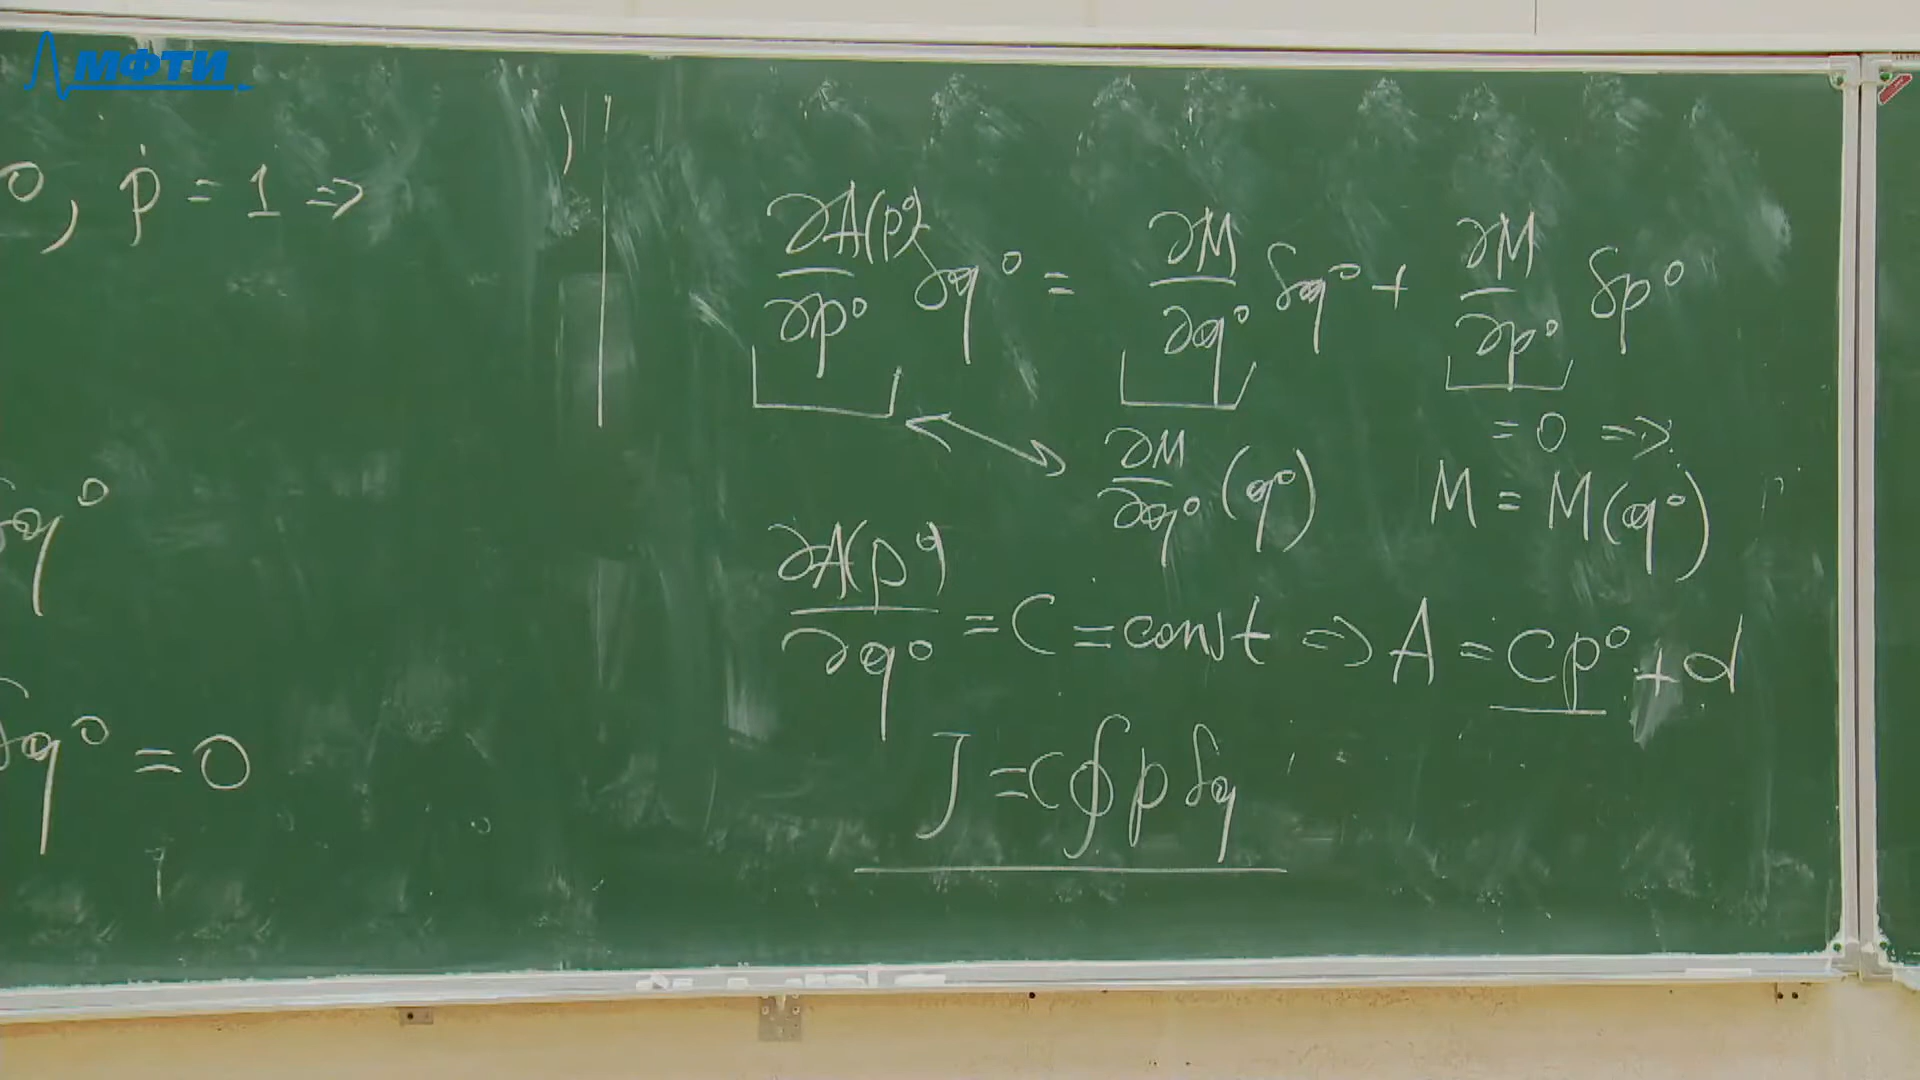 МФТИ
0, ṗ = 1 ⇒
δq⁰
δq⁰ = 0
∂A(p⁰)/∂p⁰ δq⁰ = ∂M/∂q⁰ δq⁰ + ∂M/∂p⁰ δp⁰
= 0 ⇒
∂M/∂q⁰ (q⁰) M = M(q⁰)
∂A(p⁰)/∂q⁰ = C = const ⇒ A = cp⁰ + d
J = C∮p δq